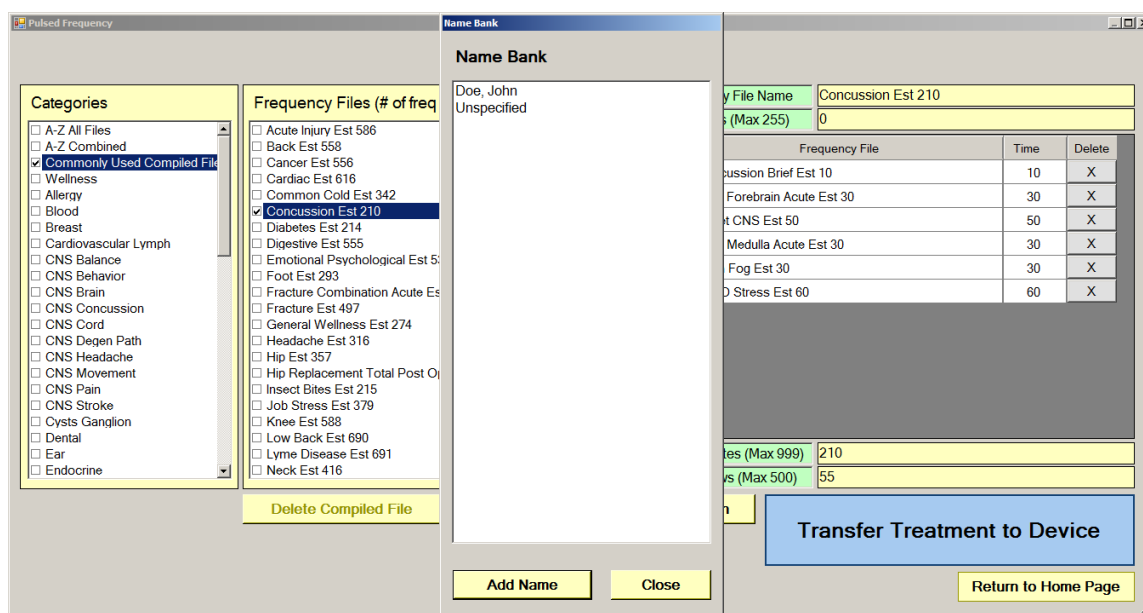 Pulsed Frequency
Name Bank
Name Bank
Doe, John
Unspecified
Add Name
Close
Categories
A-Z All Files
A-Z Combined
Commonly Used Compiled File
Wellness
Allergy
Blood
Breast
Cardiovascular Lymph
CNS Balance
CNS Behavior
CNS Brain
CNS Concussion
CNS Cord
CNS Degen Path
CNS Headache
CNS Movement
CNS Pain
CNS Stroke
Cysts Ganglion
Dental
Ear
Endocrine
Frequency Files (# of freq
Acute Injury Est 586
Back Est 558
Cancer Est 556
Cardiac Est 616
Common Cold Est 342
Concussion Est 210
Diabetes Est 214
Digestive Est 555
Emotional Psychological Est 5
Foot Est 293
Fracture Combination Acute Es
Fracture Est 497
General Wellness Est 274
Headache Est 316
Hip Est 357
Hip Replacement Total Post O
Insect Bites Est 215
Job Stress Est 379
Knee Est 588
Low Back Est 690
Lyme Disease Est 691
Neck Est 416
Delete Compiled File
y File Name Concussion Est 210
(Max 255) 0
Frequency File Time Delete
cussion Brief Est 10 10 X
Forebrain Acute Est 30 30 X
t CNS Est 50 50 X
Medulla Acute Est 30 30 X
Fog Est 30 30 X
Stress Est 60 60 X
tes (Max 999) 210
ws (Max 500) 55
n
Transfer Treatment to Device
Return to Home Page